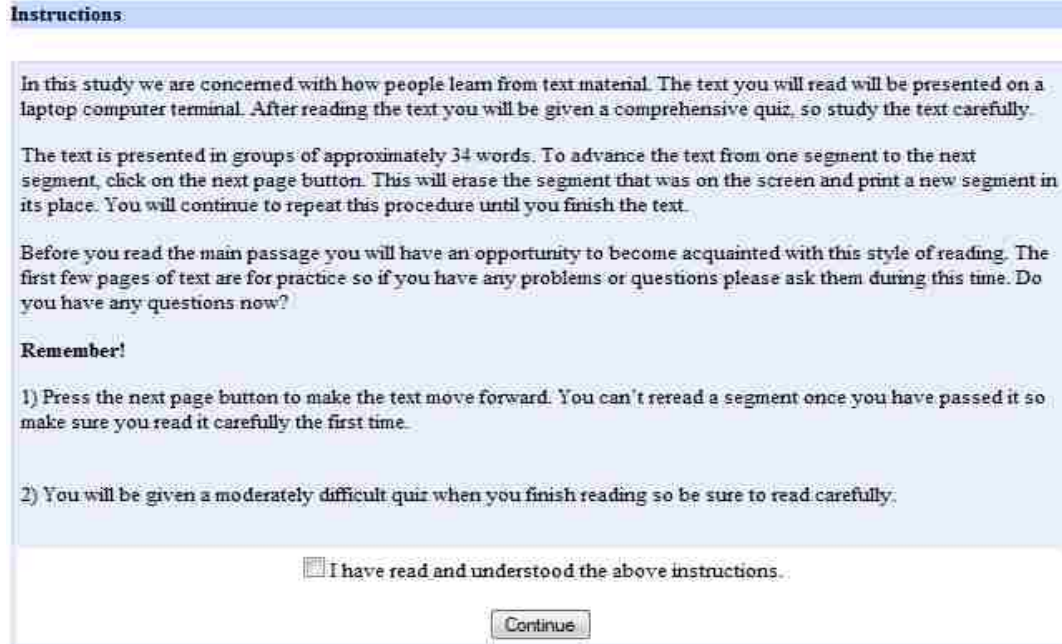 Instructions
In this study we are concerned with how people learn from text material. The text you will read will be presented on a
laptop computer terminal. After reading the text you will be given a comprehensive quiz, so study the text carefully.
The text is presented in groups of approximately 34 words. To advance the text from one segment to the next
segment, click on the next page button. This will erase the segment that was on the screen and print a new segment in
its place. You will continue to repeat this procedure until you finish the text.
Before you read the main passage you will have an opportunity to become acquainted with this style of reading. The
first few pages of text are for practice so if you have any problems or questions please ask them during this time. Do
you have any questions now?
Remember!
1) Press the next page button to make the text move forward. You can't reread a segment once you have passed it so
make sure you read it carefully the first time.
2) You will be given a moderately difficult quiz when you finish reading so be sure to read carefully.
I have read and understood the above instructions.
Continue